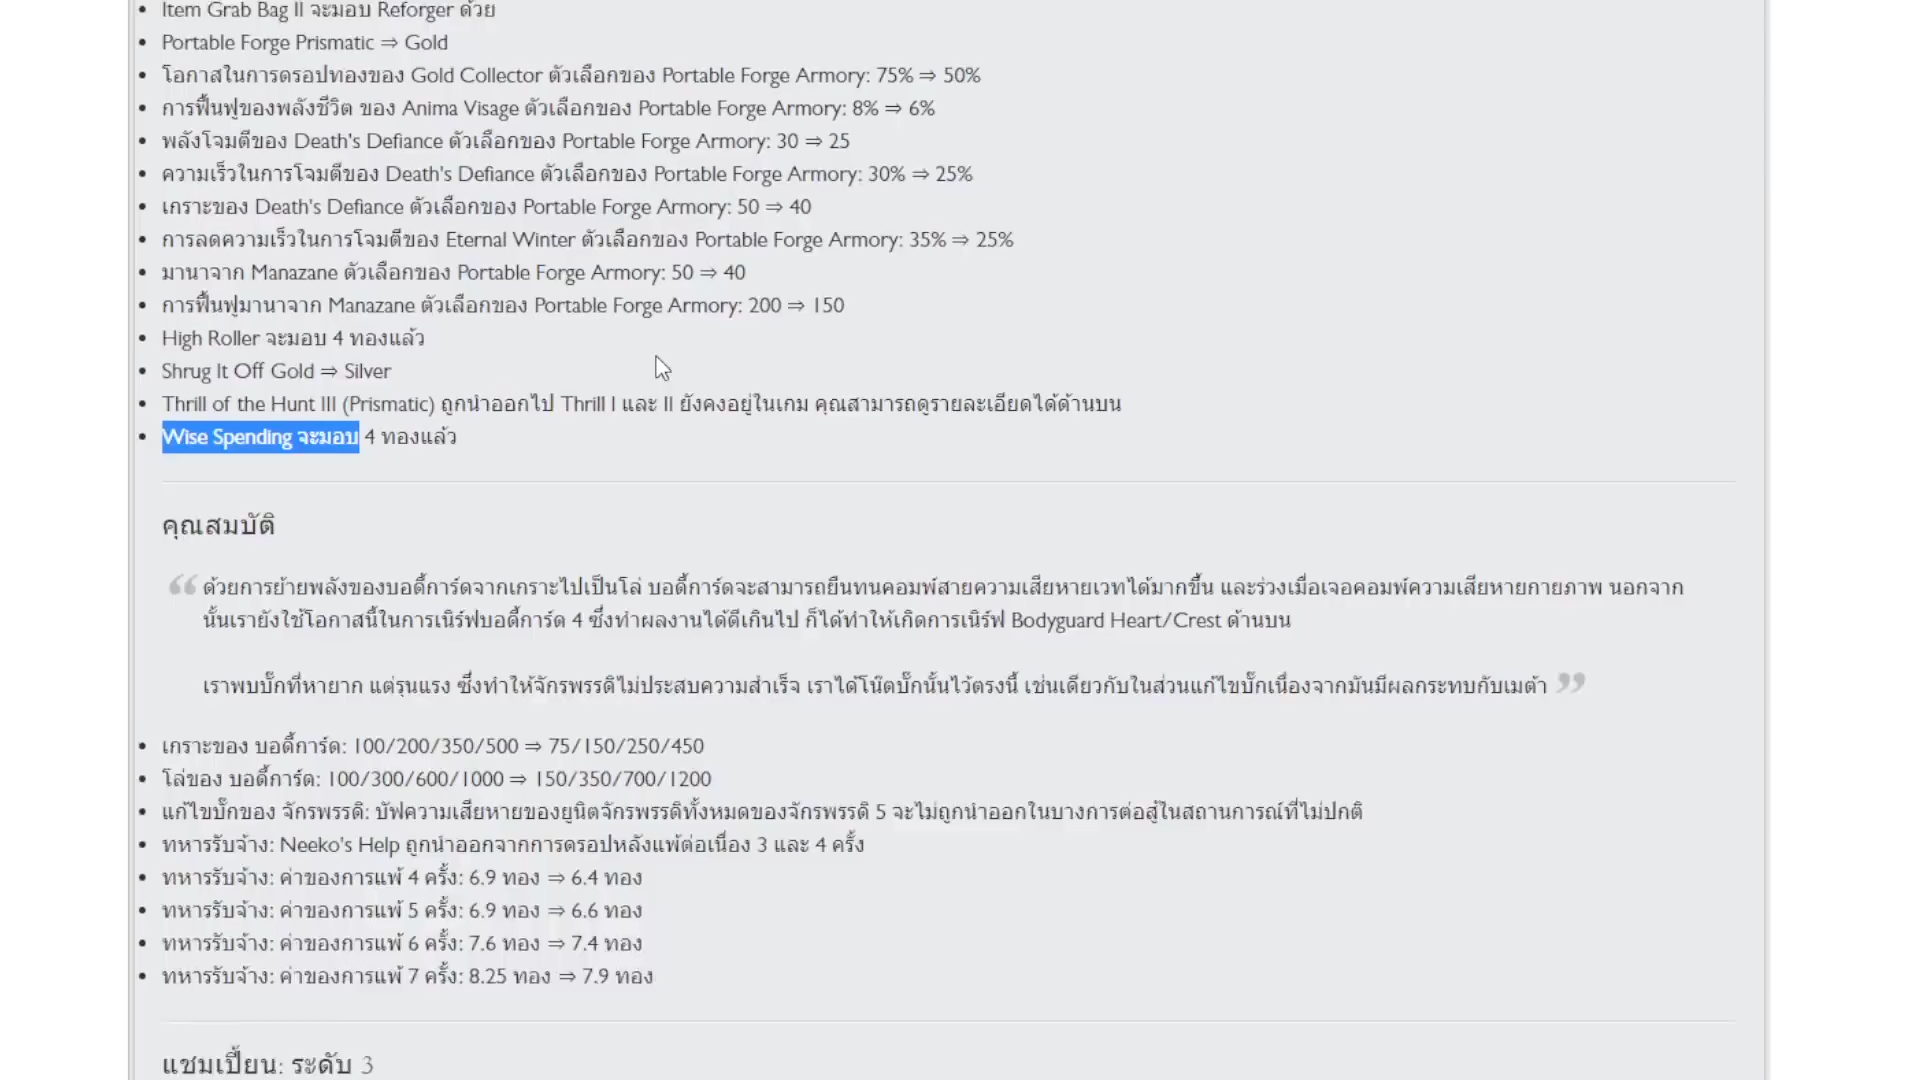 Item Grab Bag II จะมอบ Reforger ด้วย
Portable Forge Prismatic ⇒ Gold
โอกาสในการดรอปทองของ Gold Collector ตัวเลือกของ Portable Forge Armory: 75% ⇒ 50%
การฟื้นฟูของพลังชีวิต ของ Anima Visage ตัวเลือกของ Portable Forge Armory: 8% ⇒ 6%
พลังโจมตีของ Death's Defiance ตัวเลือกของ Portable Forge Armory: 30 ⇒ 25
ความเร็วในการโจมตีของ Death's Defiance ตัวเลือกของ Portable Forge Armory: 30% ⇒ 25%
เกราะของ Death's Defiance ตัวเลือกของ Portable Forge Armory: 50 ⇒ 40
การลดความเร็วในการโจมตีของ Eternal Winter ตัวเลือกของ Portable Forge Armory: 35% ⇒ 25%
มานาจาก Manazane ตัวเลือกของ Portable Forge Armory: 50 ⇒ 40
การฟื้นฟูมานาจาก Manazane ตัวเลือกของ Portable Forge Armory: 200 ⇒ 150
High Roller จะมอบ 4 ทองแล้ว
Shrug It Off Gold ⇒ Silver
Thrill of the Hunt III (Prismatic) ถูกนำออกไป Thrill I และ II ยังคงอยู่ในเกม คุณสามารถดูรายละเอียดได้ด้านบน
Wise Spending จะมอบ 4 ทองแล้ว
คุณสมบัติ
“ด้วยการย้ายพลังของบอดี้การ์ดจากเกราะไปเป็นโล่ บอดี้การ์ดจะสามารถยืนทนคอมพ์สายความเสียหายเวทได้มากขึ้น และร่วงเมื่อเจอคอมพ์ความเสียหายกายภาพ นอกจาก
นั้นเรายังใช้โอกาสนี้ในการเนิร์ฟบอดี้การ์ด 4 ซึ่งทำผลงานได้ดีเกินไป ก็ได้ทำให้เกิดการเนิร์ฟ Bodyguard Heart/Crest ด้านบน
เราพบบั๊กที่หายาก แต่รุนแรง ซึ่งทำให้จักรพรรดิไม่ประสบความสำเร็จ เราได้โน๊ตบั๊กนั้นไว้ตรงนี้ เช่นเดียวกับในส่วนแก้ไขบั๊กเนื่องจากมันมีผลกระทบกับเมต้า ”
เกราะของ บอดี้การ์ด: 100/200/350/500 ⇒ 75/150/250/450
โล่ของ บอดี้การ์ด: 100/300/600/1000 ⇒ 150/350/700/1200
แก้ไขบั๊กของ จักรพรรดิ: บัฟความเสียหายของยูนิตจักรพรรดิทั้งหมดของจักรพรรดิ 5 จะไม่ถูกนำออกในบางการต่อสู้ในสถานการณ์ที่ไม่ปกติ
ทหารรับจ้าง: Neeko's Help ถูกนำออกจากการดรอปหลังแพ้ต่อเนื่อง 3 และ 4 ครั้ง
ทหารรับจ้าง: ค่าของการแพ้ 4 ครั้ง: 6.9 ทอง ⇒ 6.4 ทอง
ทหารรับจ้าง: ค่าของการแพ้ 5 ครั้ง: 6.9 ทอง ⇒ 6.6 ทอง
ทหารรับจ้าง: ค่าของการแพ้ 6 ครั้ง: 7.6 ทอง ⇒ 7.4 ทอง
ทหารรับจ้าง: ค่าของการแพ้ 7 ครั้ง: 8.25 ทอง ⇒ 7.9 ทอง
แชมเปี้ยน: ระดับ 3